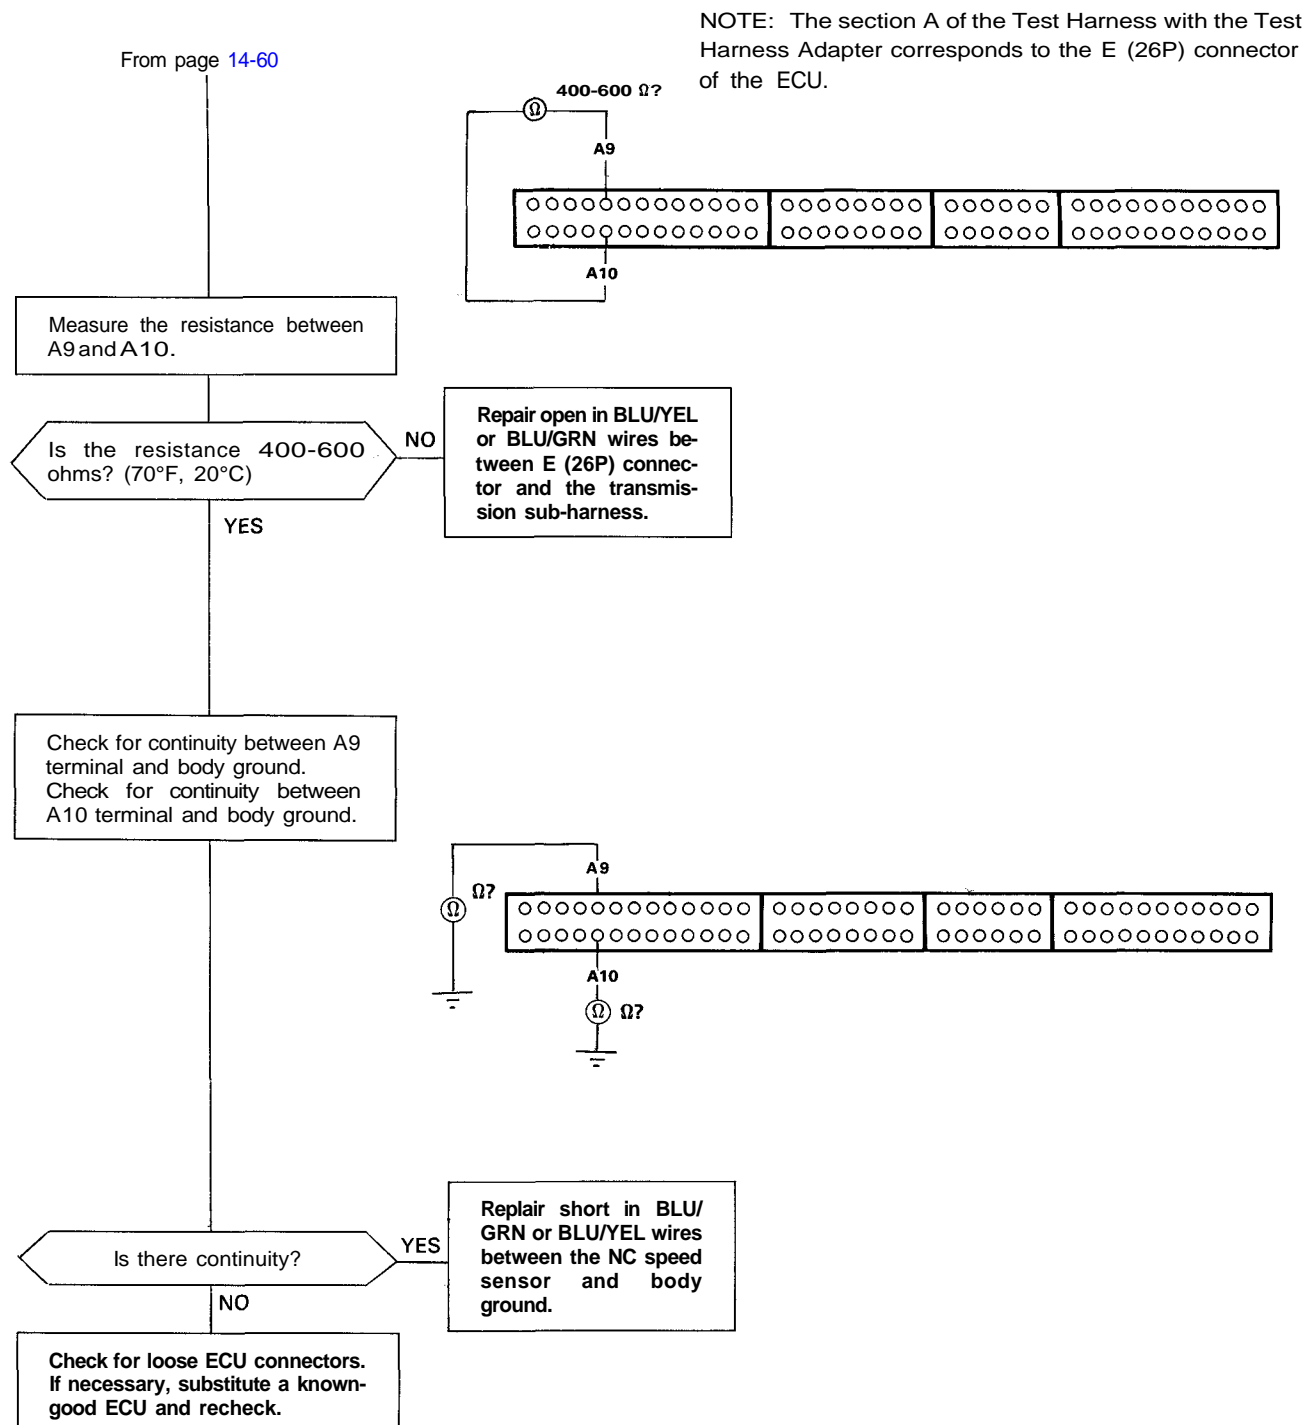 NOTE: The section A of the Test Harness with the Test
Harness Adapter corresponds to the E (26P) connector
of the ECU.
From page 14-60
400-600 Ω?
Ω
A9
A10
Measure the resistance between
A9 and A10.
Is the resistance 400-600
ohms? (70°F, 20°C)
NO
Repair open in BLU/YEL
or BLU/GRN wires be-
tween E (26P) connec-
tor and the transmis-
sion sub-harness.
YES
Check for continuity between A9
terminal and body ground.
Check for continuity between
A10 terminal and body ground.
A9
Ω?
Ω
A10
Ω Ω?
Is there continuity?
YES
Replair short in BLU/
GRN or BLU/YEL wires
between the NC speed
sensor and body
ground.
NO
Check for loose ECU connectors.
If necessary, substitute a known-
good ECU and recheck.